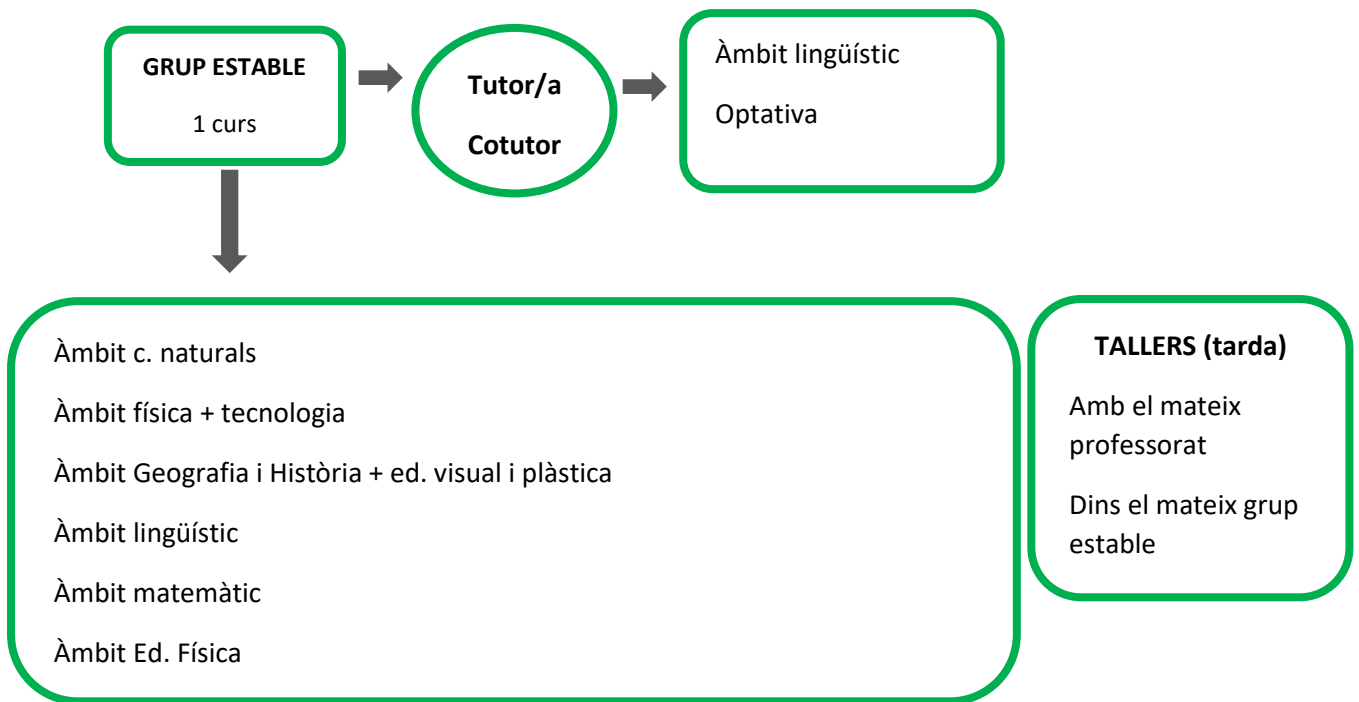 GRUP ESTABLE
1 curs
Tutor/a
Cotutor
Àmbit lingüístic
Optativa
Àmbit c. naturals
Àmbit física + tecnologia
Àmbit Geografia i Història + ed. visual i plàstica
Àmbit lingüístic
Àmbit matemàtic
Àmbit Ed. Física
TALLERS (tarda)
Amb el mateix
professorat
Dins el mateix grup
estable